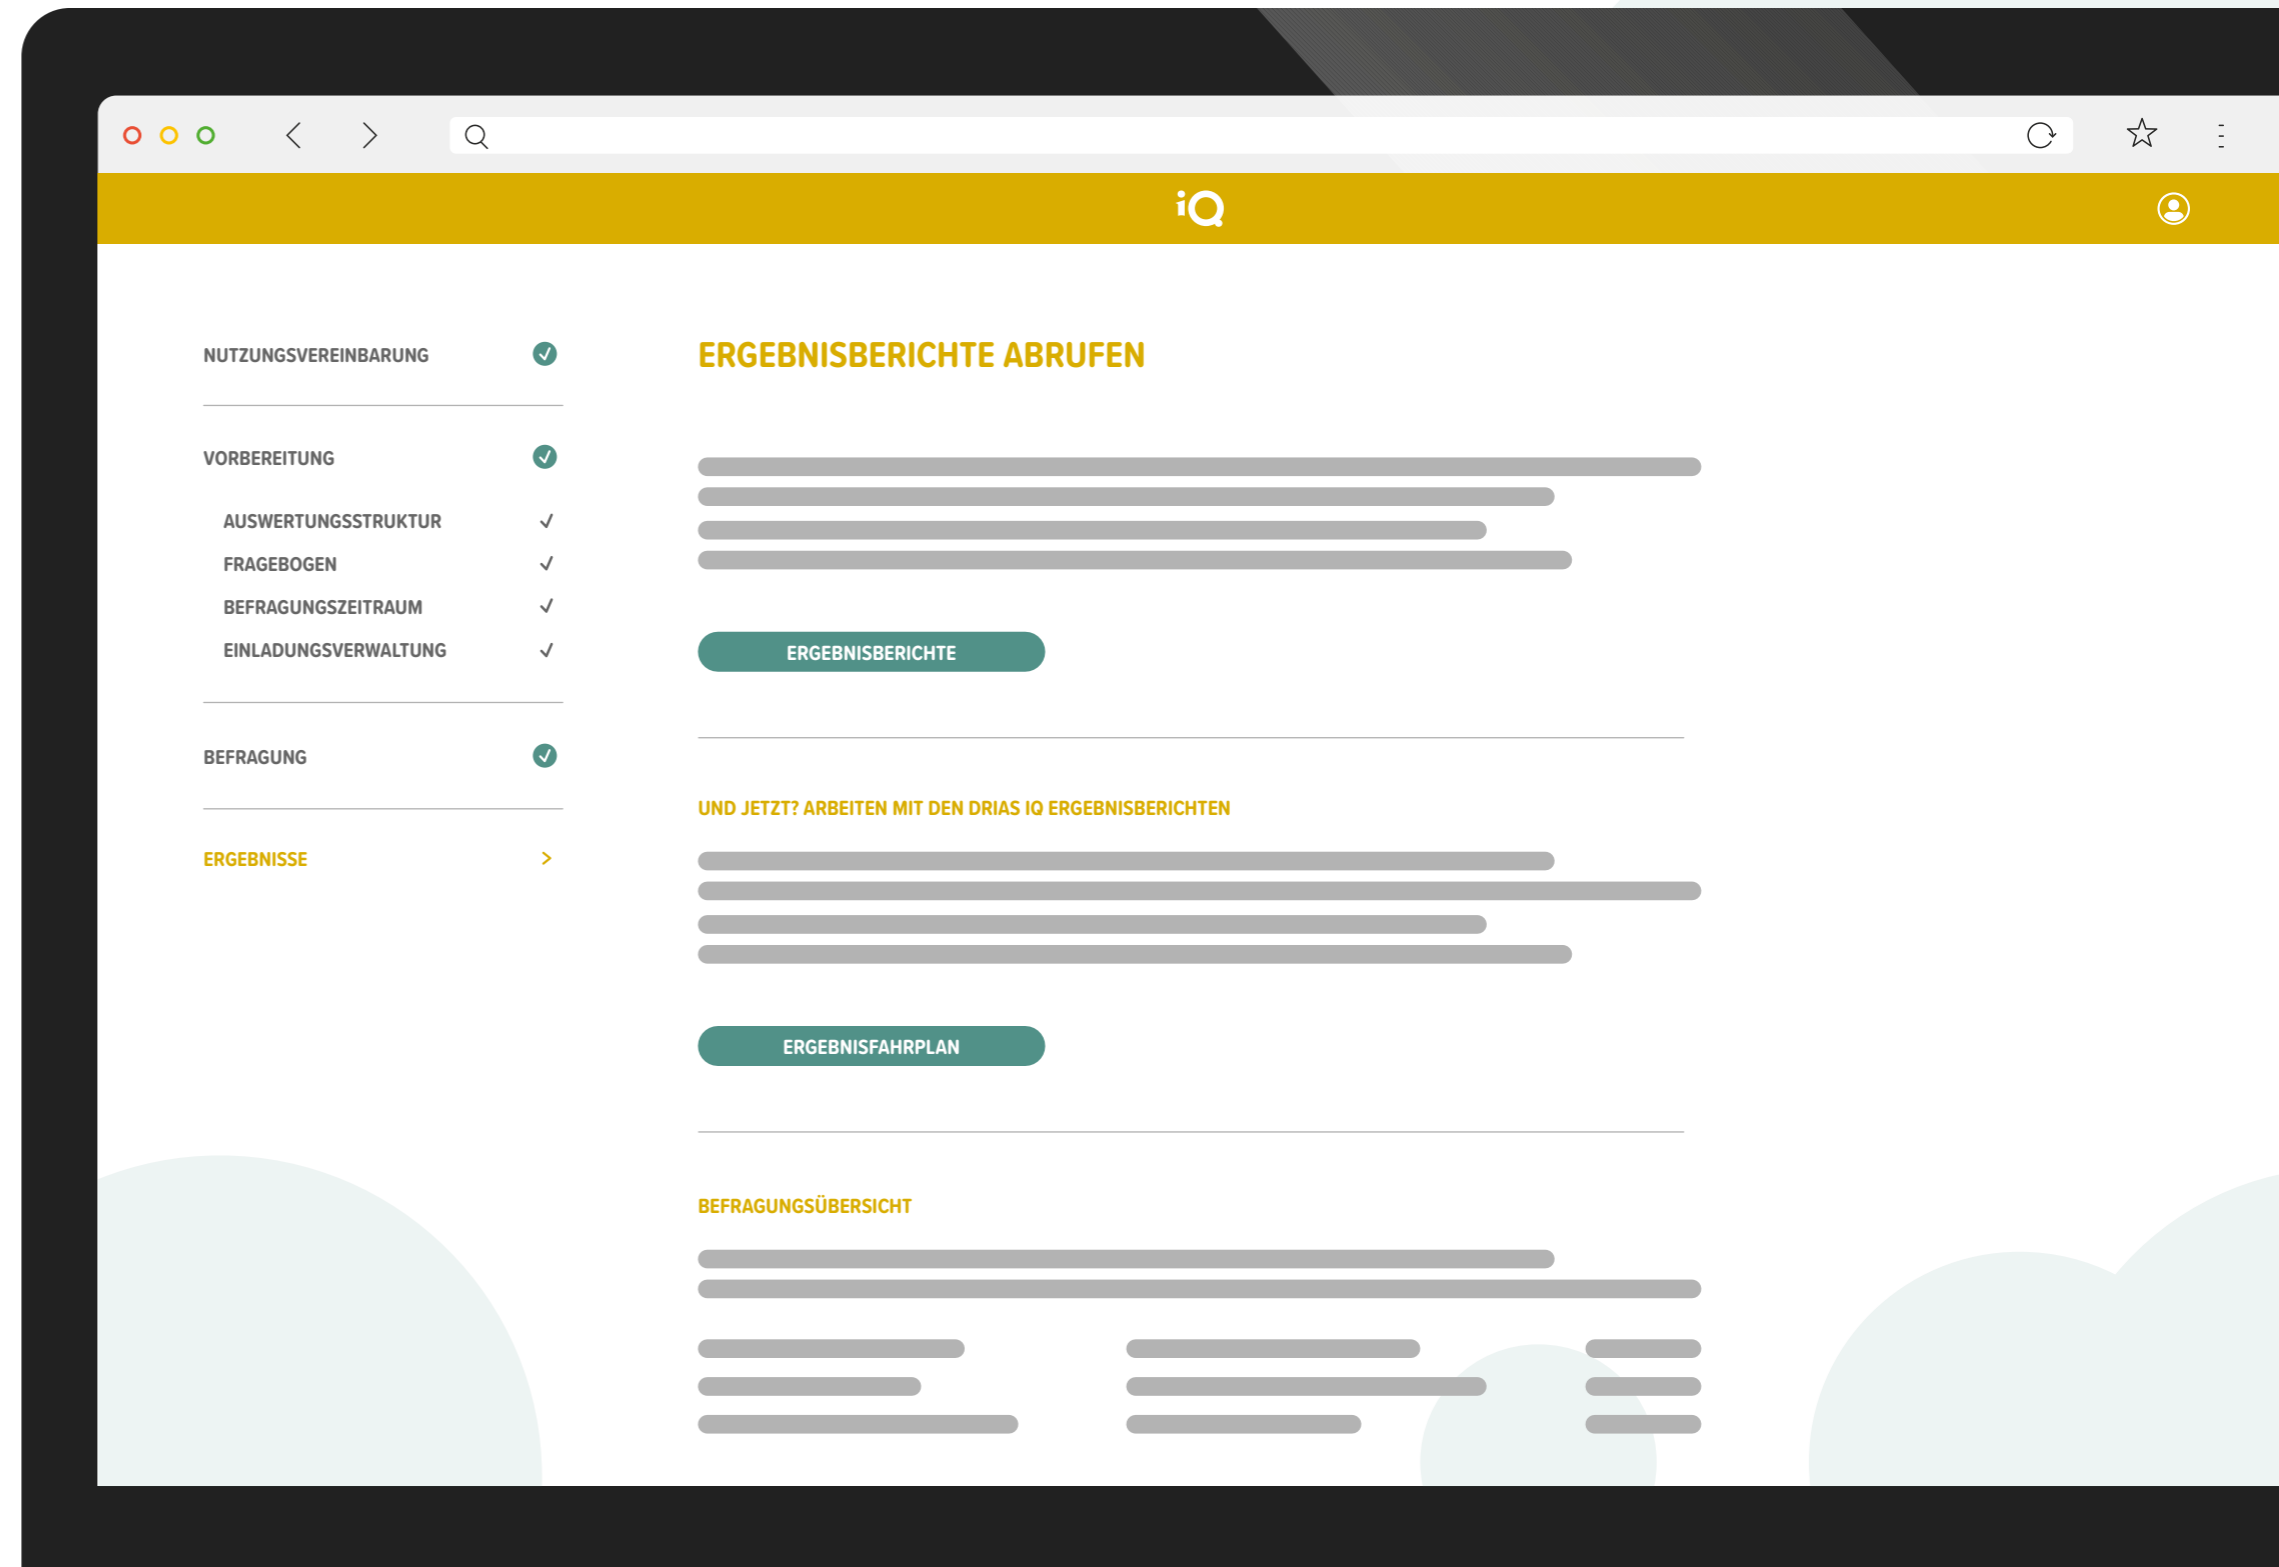 iQ
NUTZUNGSVEREINBARUNG
VORBEREITUNG
AUSWERTUNGSSTRUKTUR
FRAGEBOGEN
BEFRAGUNGSZEITRAUM
EINLADUNGSVERWALTUNG
BEFRAGUNG
ERGEBNISSE
ERGEBNISBERICHTE ABRUFEN
ERGEBNISBERICHTE
UND JETZT? ARBEITEN MIT DEN DRIAS IQ ERGEBNISBERICHTEN
ERGEBNISFAHRPLAN
BEFRAGUNGSÜBERSICHT